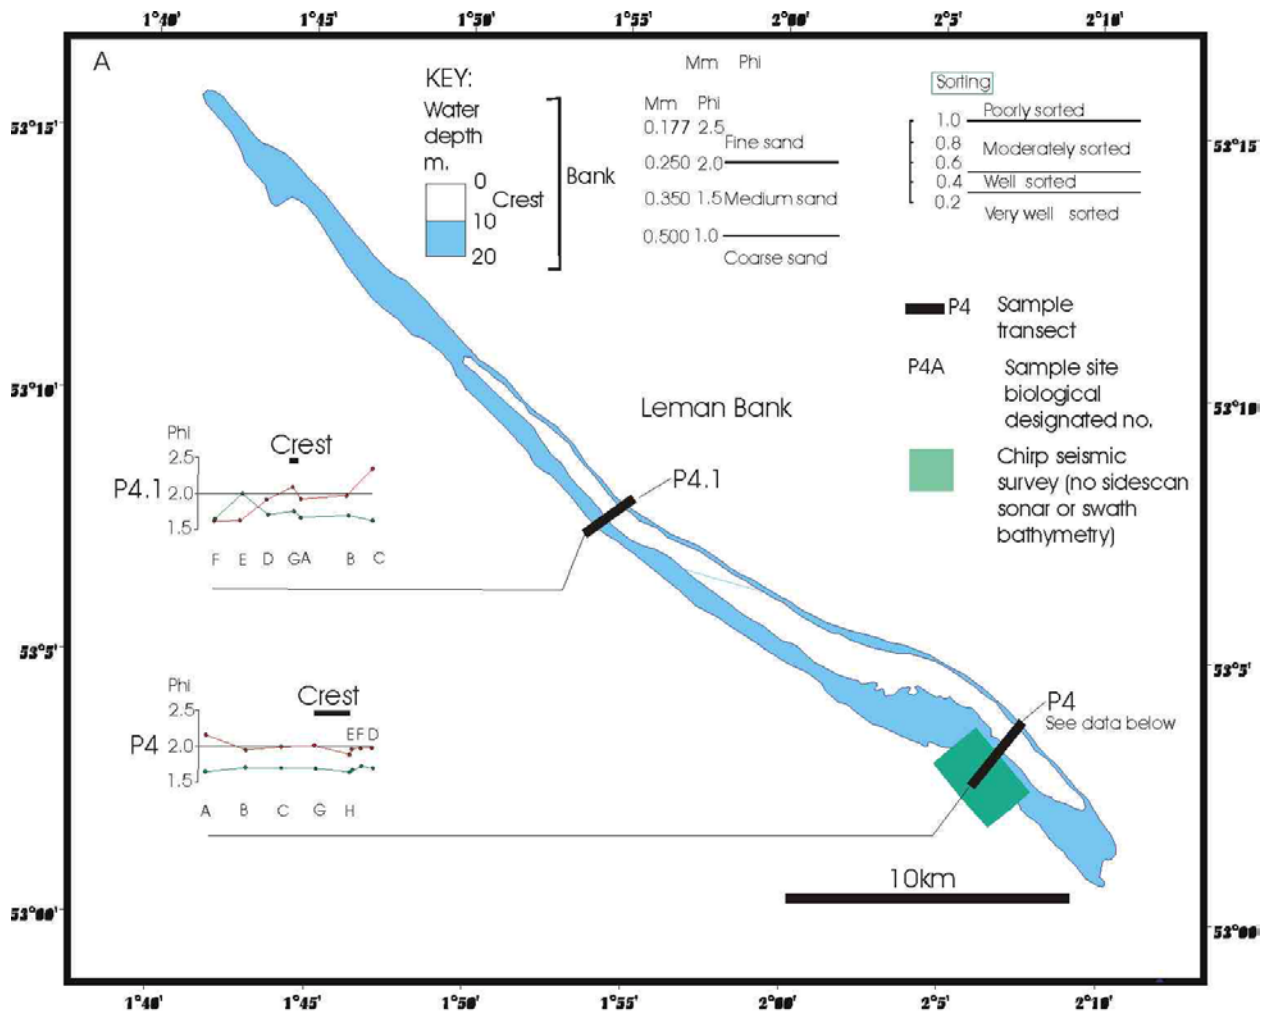 1°40' 1°45' 1°50' 1°55' 2°00' 2°5' 2°10'
A
53°15'
53°10'
53°5'
53°00'
KEY:
Water
depth
m.
0
Crest
10
20
Bank
Mm Phi
Mm Phi
0.177 2.5
Fine sand
0.250 2.0
0.350 1.5 Medium sand
0.500 1.0
Coarse sand
Sorting
Poorly sorted
1.0
0.8
Moderately sorted
0.6
0.4 Well sorted
0.2
Very well sorted
P4 Sample
transect
P4A Sample site
biological
designated no.
Chirp seismic
survey (no sidescan
sonar or swath
bathymetry)
Leman Bank
P4.1
Phi
Crest
2.5
P4.1 2.0
1.5
F E D GA B C
P4
See data below
Phi
Crest
2.5
EF D
P4 2.0
1.5
A B C G H
10km
53°15'
53°10'
53°5'
53°00'
1°40' 1°45' 1°50' 1°55' 2°00' 2°5' 2°10'